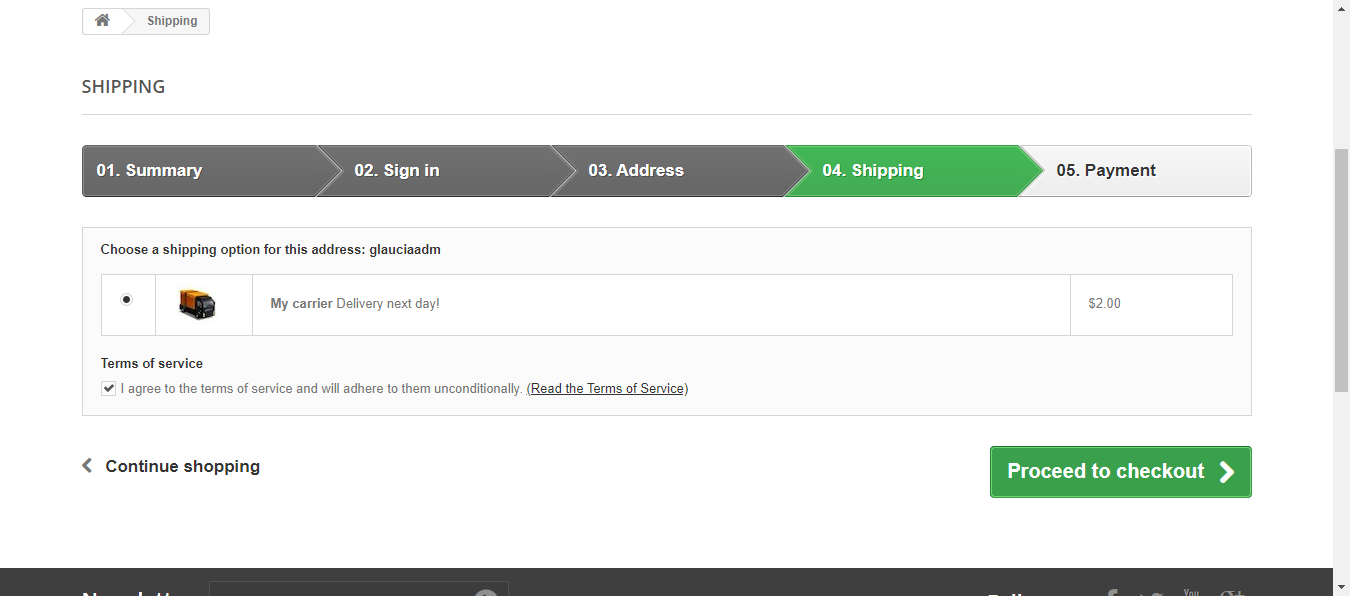 Shipping
SHIPPING
01. Summary
02. Sign in
03. Address
04. Shipping
05. Payment
Choose a shipping option for this address: glauciaadm
My carrier Delivery next day!
$2.00
Terms of service
I agree to the terms of service and will adhere to them unconditionally. (Read the Terms of Service)
Continue shopping
Proceed to checkout
You